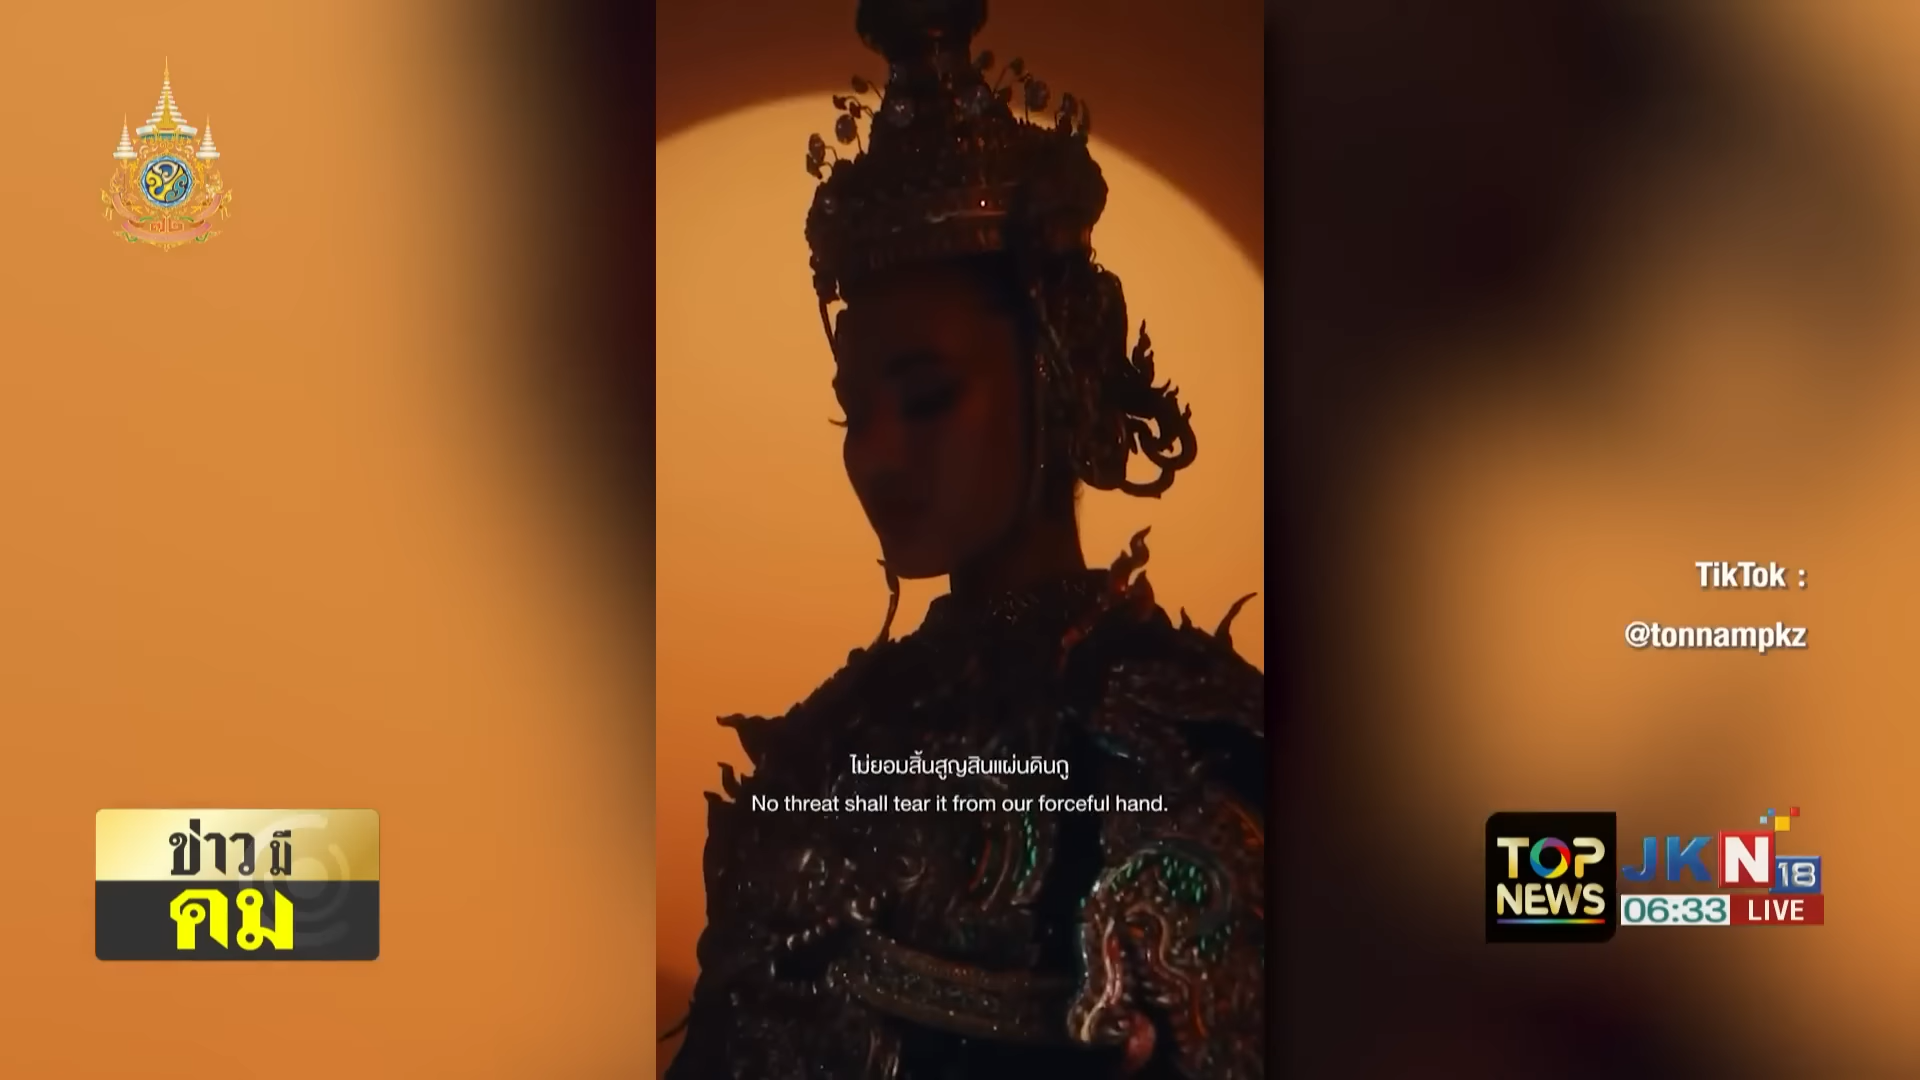 ไม่ยอมสิ้นสูญสินแผ่นดินกู
No threat shall tear it from our forceful hand.
TikTok :
@tonnampkz
ข่าวมี
คม
TOP
NEWS
JKN18
06:33 LIVE